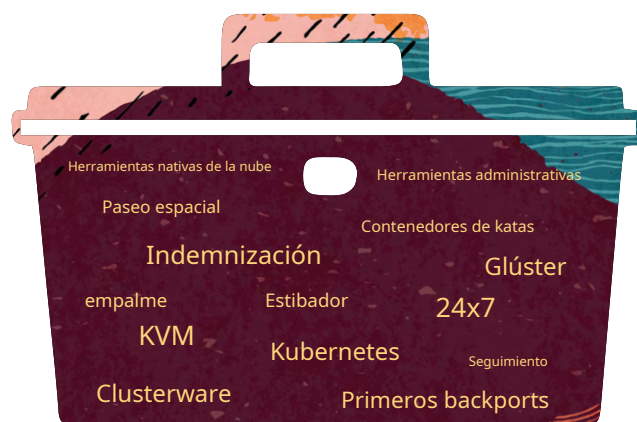 Herramientas nativas de la nube
Herramientas administrativas
Paseo espacial
Contenedores de katas
Indemnización
Glúster
empalme
Estibador
24x7
KVM
Kubernetes
Seguimiento
Clusterware
Primeros backports